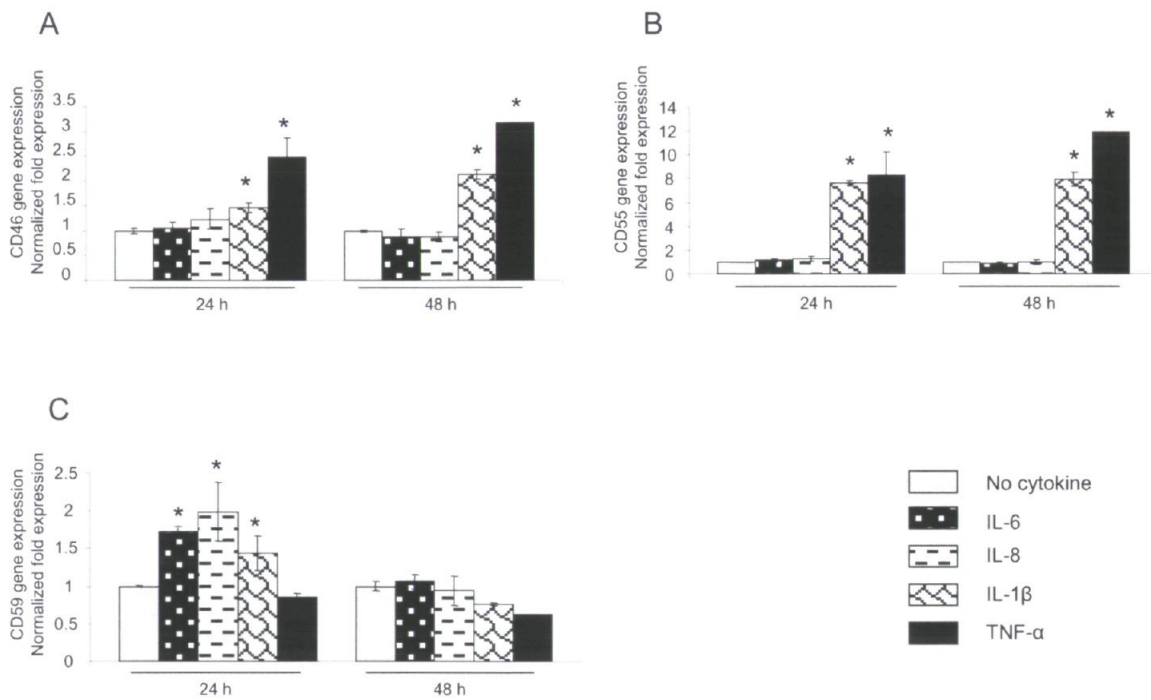 A
CD46 gene expression
Normalized fold expression
3.5
3
2.5
2
1.5
1
0.5
0
*
*
*
*
24 h
48 h
B
CD55 gene expression
Normalized fold expression
14
12
10
8
6
4
2
0
*
*
*
*
24 h
48 h
C
CD59 gene expression
Normalized fold expression
2.5
2
1.5
1
0.5
0
*
*
*
24 h
48 h
No cytokine
IL-6
IL-8
IL-1β
TNF-α